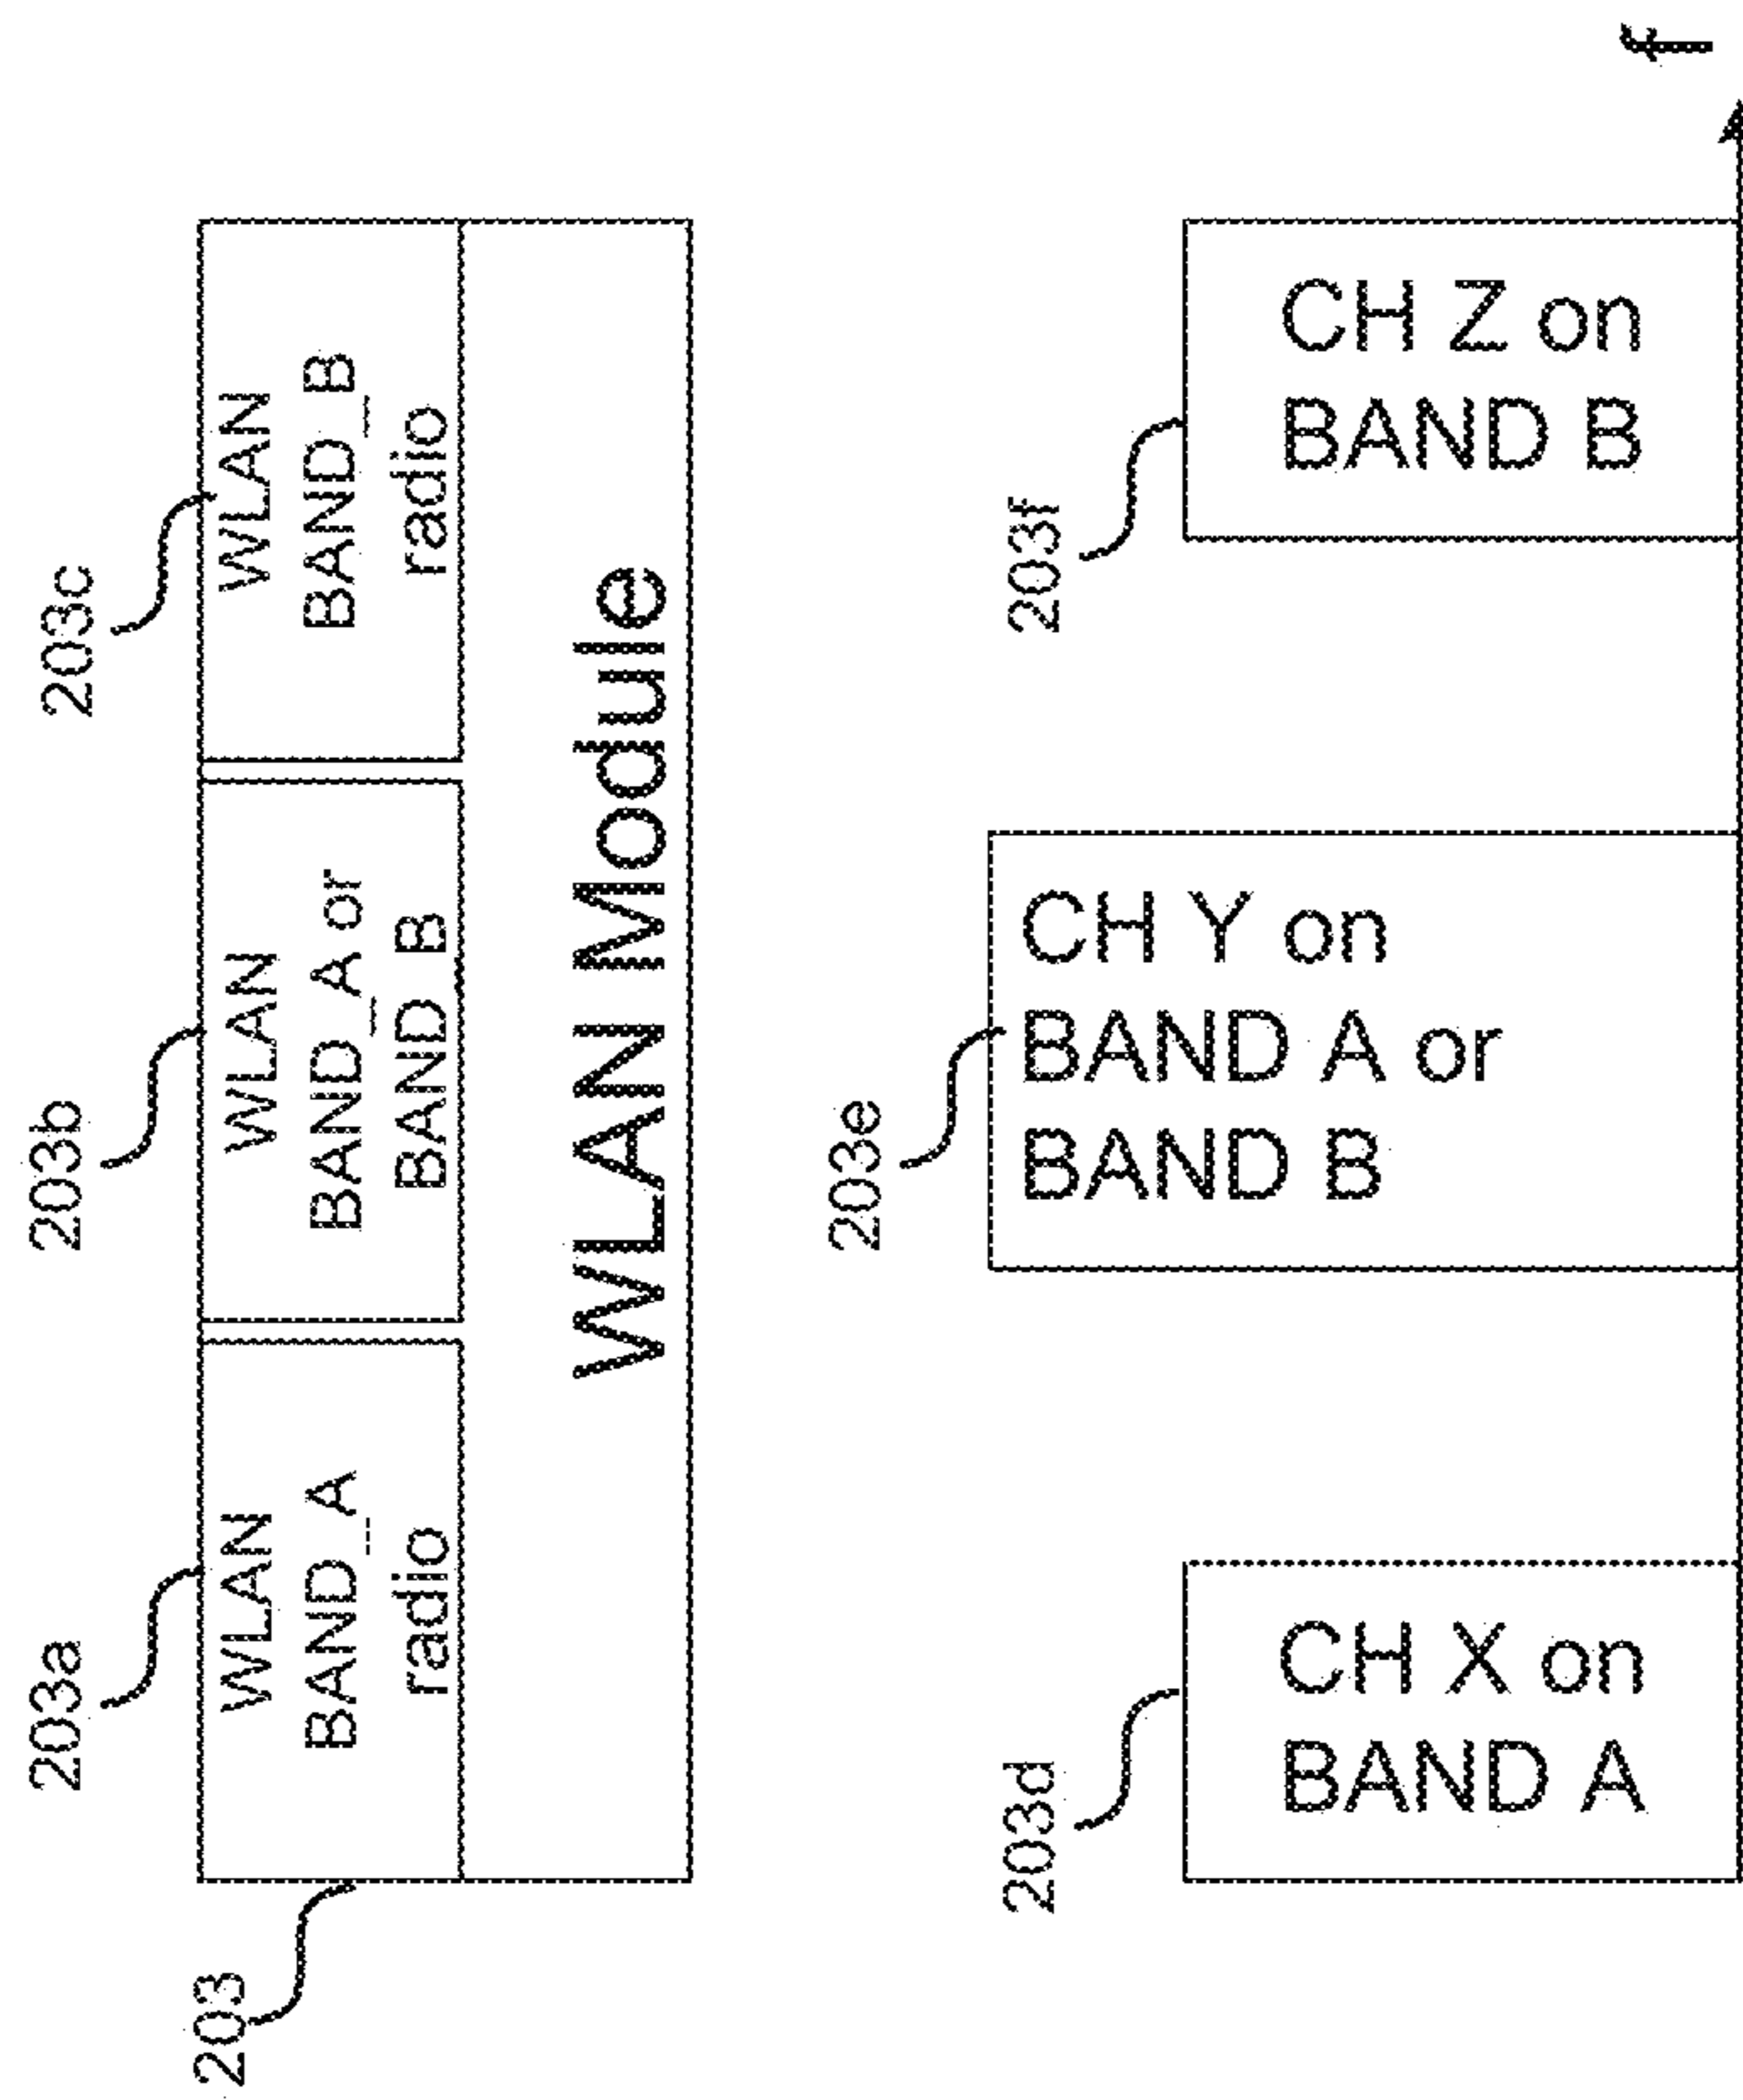 203a
203b
203c
203
WLAN
BAND_A
radio
WLAN
BAND_A or
BAND_B
WLAN
BAND_B
radio
WLAN Module
203d
203e
203f
CH X on
BAND A
CH Y on
BAND A or
BAND B
CH Z on
BAND B
f